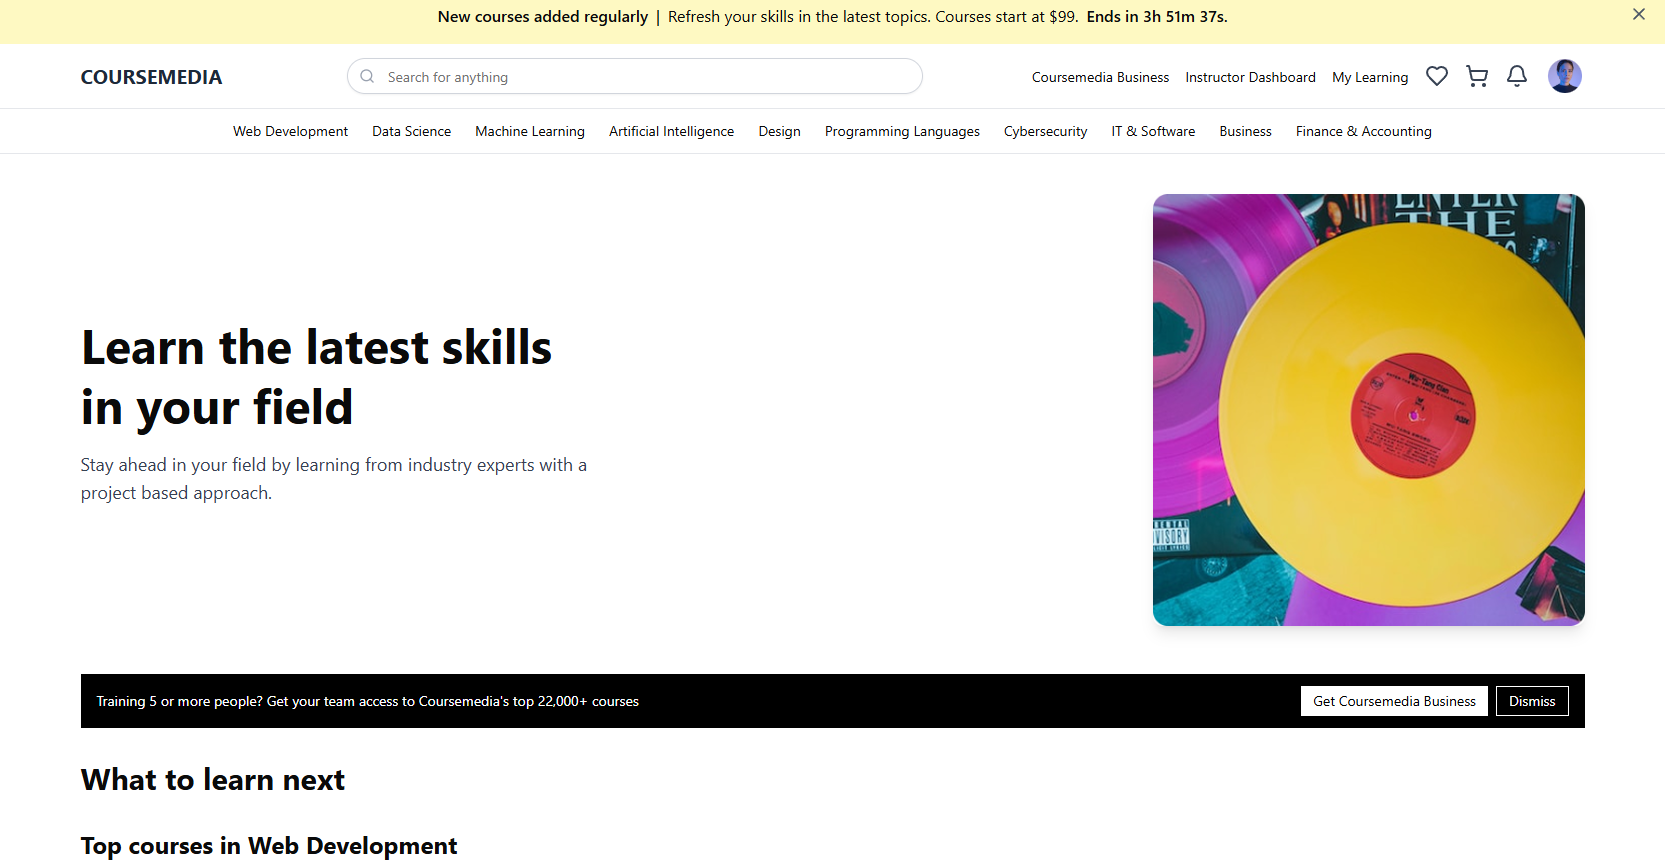 New courses added regularly | Refresh your skills in the latest topics. Courses start at $99. Ends in 3h 51m 37s.
COURSEMEDIA
Search for anything
Coursemedia Business
Instructor Dashboard
My Learning
Web Development
Data Science
Machine Learning
Artificial Intelligence
Design
Programming Languages
Cybersecurity
IT & Software
Business
Finance & Accounting
Learn the latest skills
in your field
Stay ahead in your field by learning from industry experts with a
project based approach.
ENTER
THE
Wu-Tang Clan
VISORY
Training 5 or more people? Get your team access to Coursemedia's top 22,000+ courses
Get Coursemedia Business
Dismiss
What to learn next
Top courses in Web Development